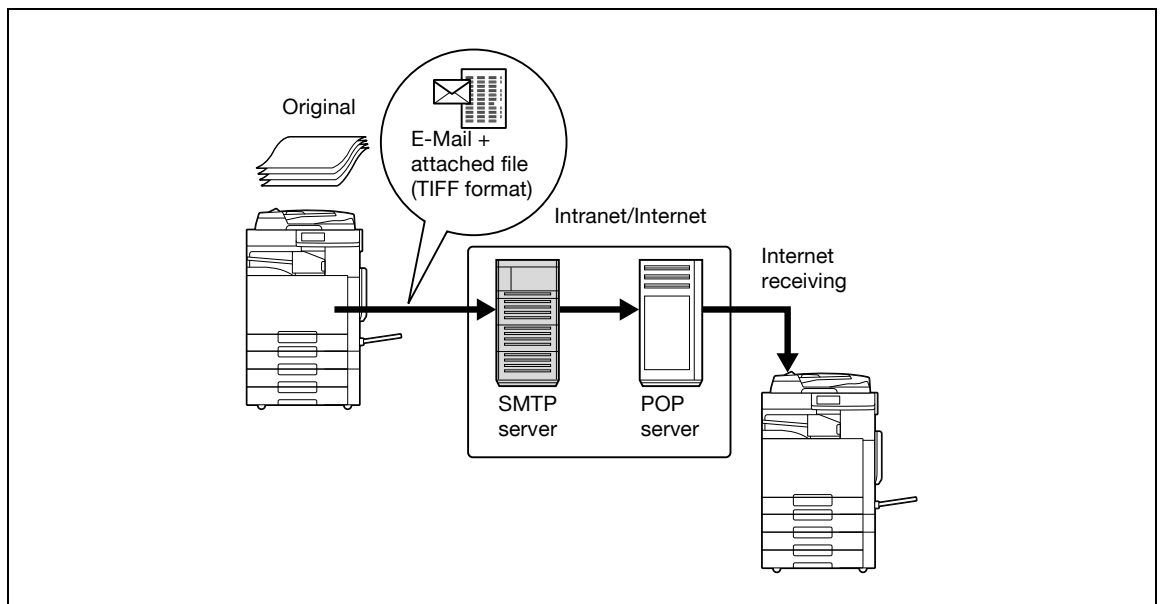 Original
E-Mail +
attached file
(TIFF format)
Intranet/Internet
Internet
receiving
SMTP
server
POP
server